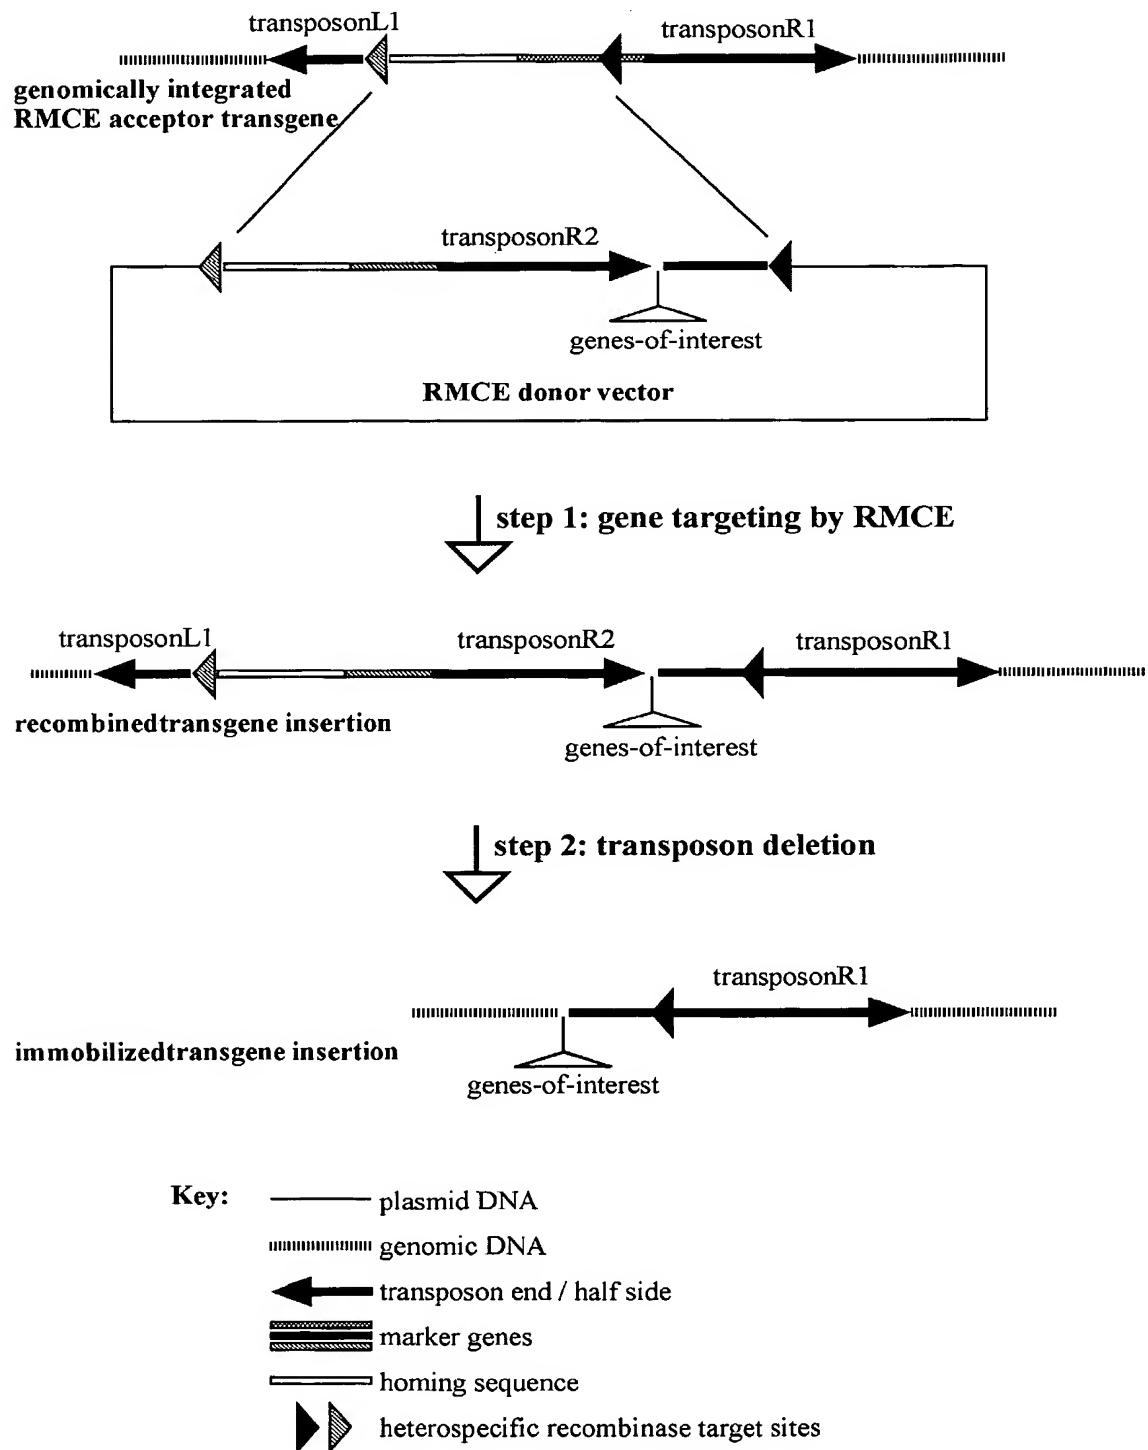 transposonL1
transposonR1
genomically integrated
RMCE acceptor transgene
transposonR2
genes-of-interest
RMCE donor vector
step 1: gene targeting by RMCE
transposonL1
transposonR2
transposonR1
recombinedtransgene insertion
genes-of-interest
step 2: transposon deletion
transposonR1
immobilizedtransgene insertion
genes-of-interest
Key:
plasmid DNA
genomic DNA
transposon end / half side
marker genes
homing sequence
heterospecific recombinase target sites